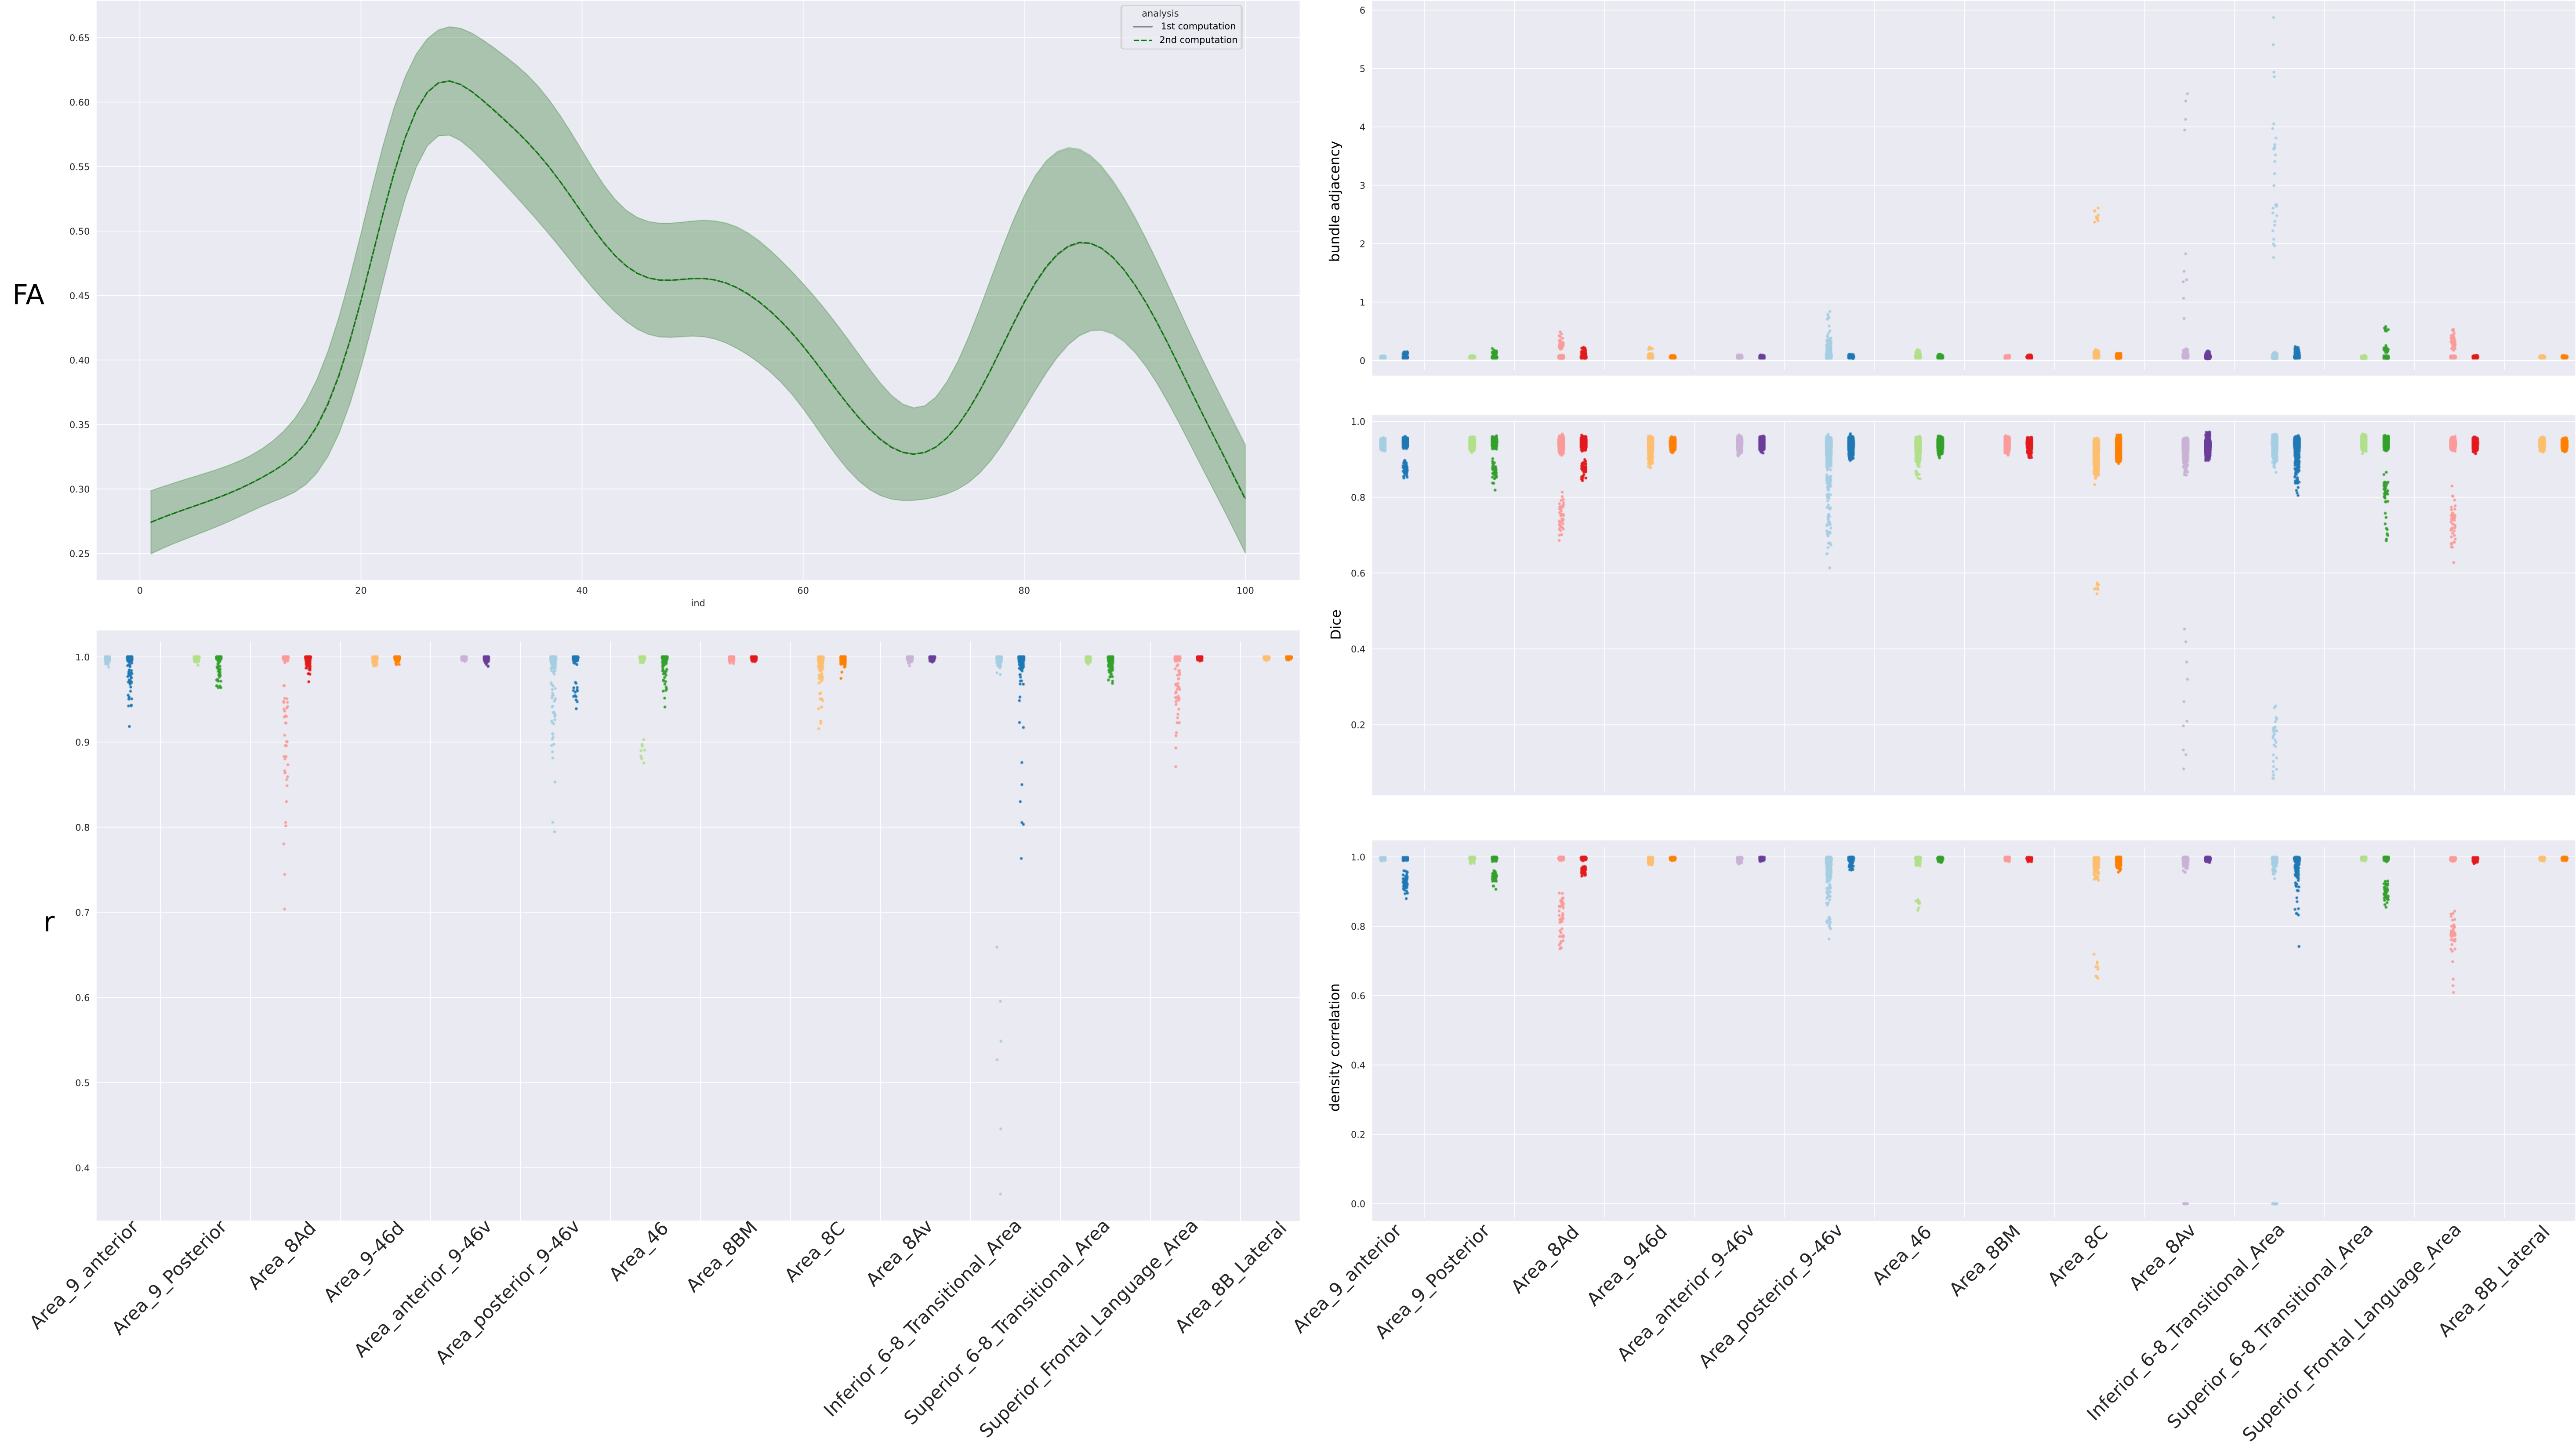 analysis
1st computation
2nd computation
0.65
0.60
0.55
0.50
0.45
0.40
0.35
0.30
0.25
FA
0 20 40 60 80 100
ind
1.0
0.9
0.8
0.7
0.6
0.5
0.4
r
Area_9_anterior
Area_9_Posterior
Area_8Ad
Area_9-46d
Area_anterior_9-46v
Area_posterior_9-46v
Area_46
Area_8BM
Area_8C
Area_8Av
Inferior_6-8_Transitional_Area
Superior_6-8_Transitional_Area
Superior_Frontal_Language_Area
Area_8B_Lateral
6
5
4
3
2
1
0
bundle adjacency
1.0
0.8
0.6
0.4
0.2
Dice
1.0
0.8
0.6
0.4
0.2
0.0
density correlation
Area_9_anterior
Area_9_Posterior
Area_8Ad
Area_9-46d
Area_anterior_9-46v
Area_posterior_9-46v
Area_46
Area_8BM
Area_8C
Area_8Av
Inferior_6-8_Transitional_Area
Superior_6-8_Transitional_Area
Superior_Frontal_Language_Area
Area_8B_Lateral